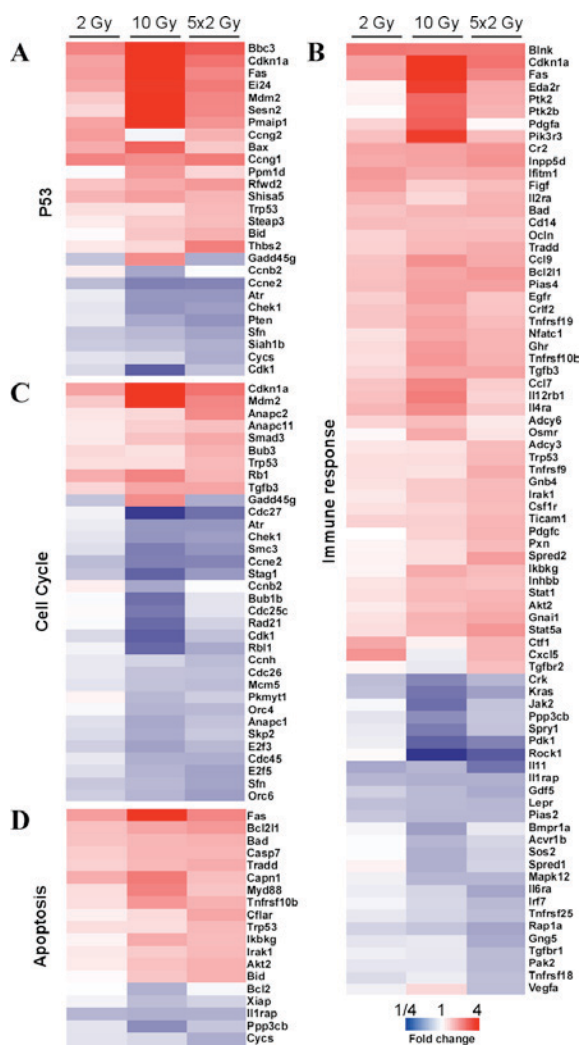 2 Gy 10 Gy 5x2 Gy
A
P53
Bbc3
Cdkn1a
Fas
Ei24
Mdm2
Sesn2
Pmaip1
Ccng2
Bax
Ccng1
Ppm1d
Rfwd2
Shisa5
Trp53
Steap3
Bid
Thbs2
Gadd45g
Ccnb2
Ccne2
Atr
Chek1
Pten
Sfn
Siah1b
Cycs
Cdk1
C
Cell Cycle
Cdkn1a
Mdm2
Anapc2
Anapc11
Smad3
Bub3
Trp53
Rb1
Tgfb3
Gadd45g
Cdc27
Atr
Chek1
Smc3
Ccne2
Stag1
Ccnb2
Bub1b
Cdc25c
Rad21
Cdk1
Rbl1
Ccnh
Cdc26
Mcm5
Pkmyt1
Orc4
Anapc1
Skp2
E2f3
Cdc45
E2f5
Sfn
Orc6
D
Apoptosis
Fas
Bcl2l1
Bad
Casp7
Tradd
Capn1
Myd88
Tnfrsf10b
Cflar
Trp53
Ikbkg
Irak1
Akt2
Bid
Bcl2
Xiap
Il1rap
Ppp3cb
Cycs
2 Gy 10 Gy 5x2 Gy
B
Immune response
Blnk
Cdkn1a
Fas
Eda2r
Ptk2
Ptk2b
Pdgfa
Pik3r3
Cr2
Inpp5d
Ifitm1
Figf
Il2ra
Bad
Cd14
Ocln
Tradd
Ccl9
Bcl2l1
Pias4
Egfr
Crlf2
Tnfrsf19
Nfatc1
Ghr
Tnfrsf10b
Tgfb3
Ccl7
Il12rb1
Il4ra
Adcy6
Osmr
Adcy3
Trp53
Tnfrsf9
Gnb4
Irak1
Csf1r
Ticam1
Pdgfc
Pxn
Spred2
Ikbkg
Inhbb
Stat1
Akt2
Gnai1
Stat5a
Ctf1
Cxcl5
Tgfbr2
Crk
Kras
Jak2
Ppp3cb
Spry1
Pdk1
Rock1
Il11
Il1rap
Gdf5
Lepr
Pias2
Bmpr1a
Acvr1b
Sos2
Spred1
Mapk12
Il6ra
Irf7
Tnfrsf25
Rap1a
Gng5
Tgfbr1
Pak2
Tnfrsf18
Vegfa
1/4 1 4
Fold change